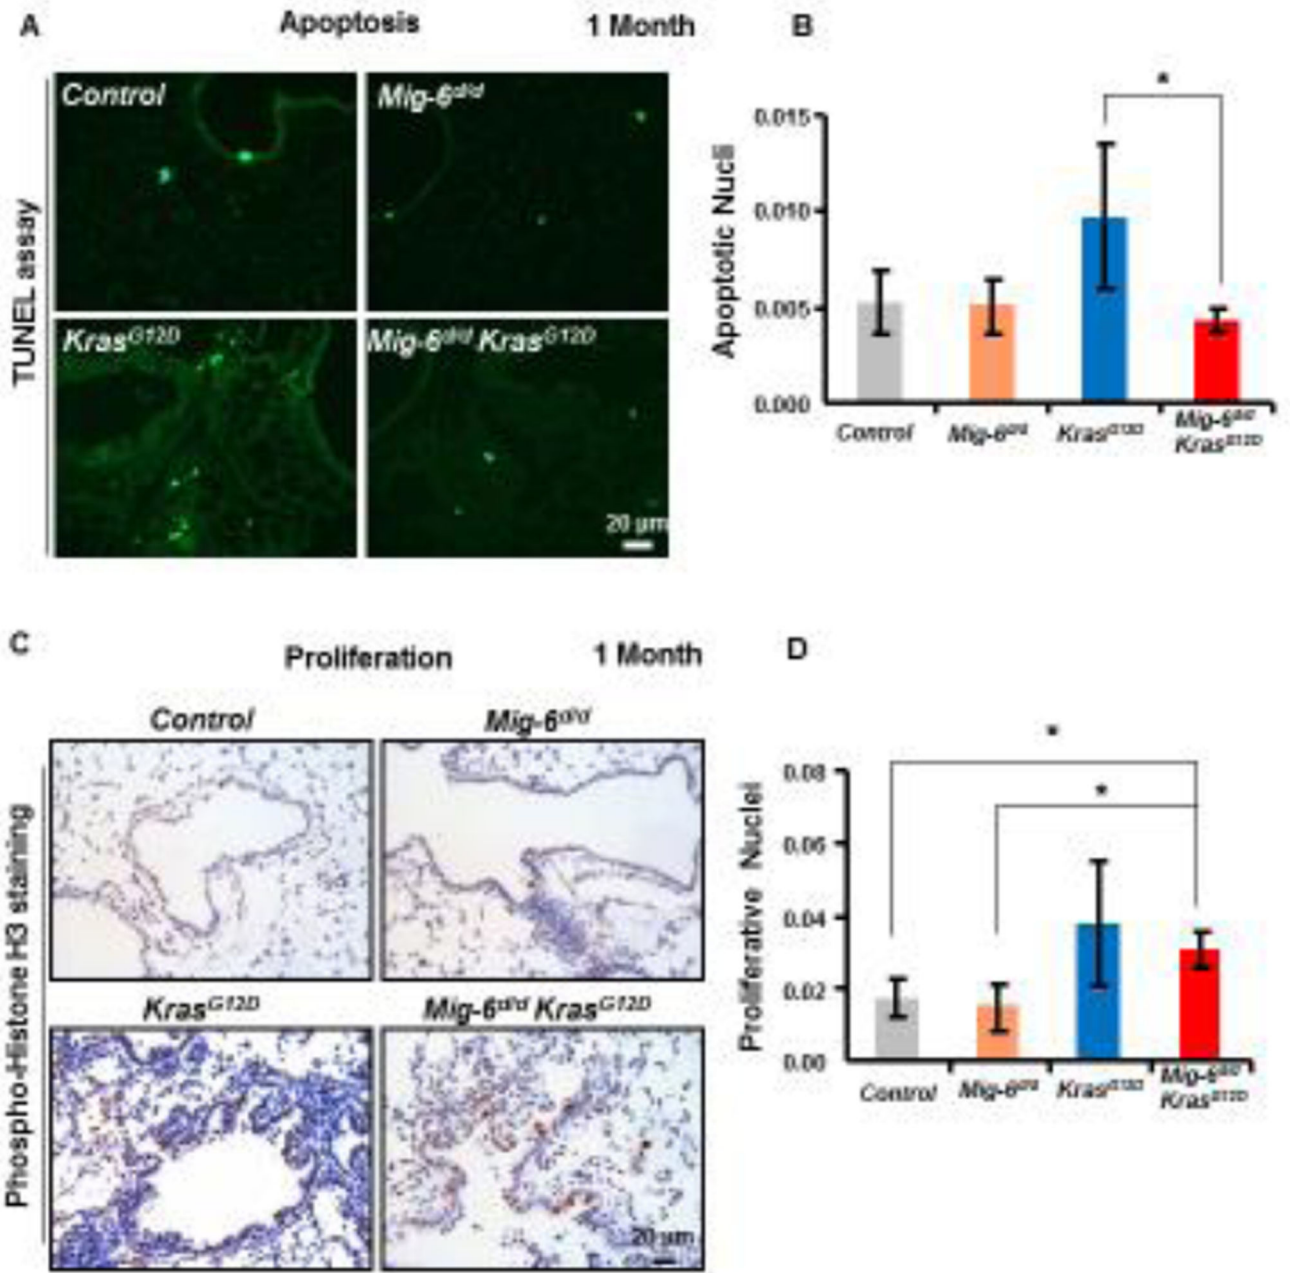 A
Apoptosis
1 Month
TUNEL assay
Control
Mig-6d/d
KrasG12D
Mig-6d/d KrasG12D
20 µm
B
*
Apoptotic Nucli
0.015
0.010
0.005
0.000
Control
Mig-6d/d
KrasG12D
Mig-6d/d
KrasG12D
C
Proliferation
1 Month
Phospho-Histone H3 staining
Control
Mig-6d/d
KrasG12D
Mig-6d/d KrasG12D
20 µm
D
*
*
Proliferative Nuclei
0.08
0.06
0.04
0.02
0.00
Control
Mig-6d/d
KrasG12D
Mig-6d/d
KrasG12D